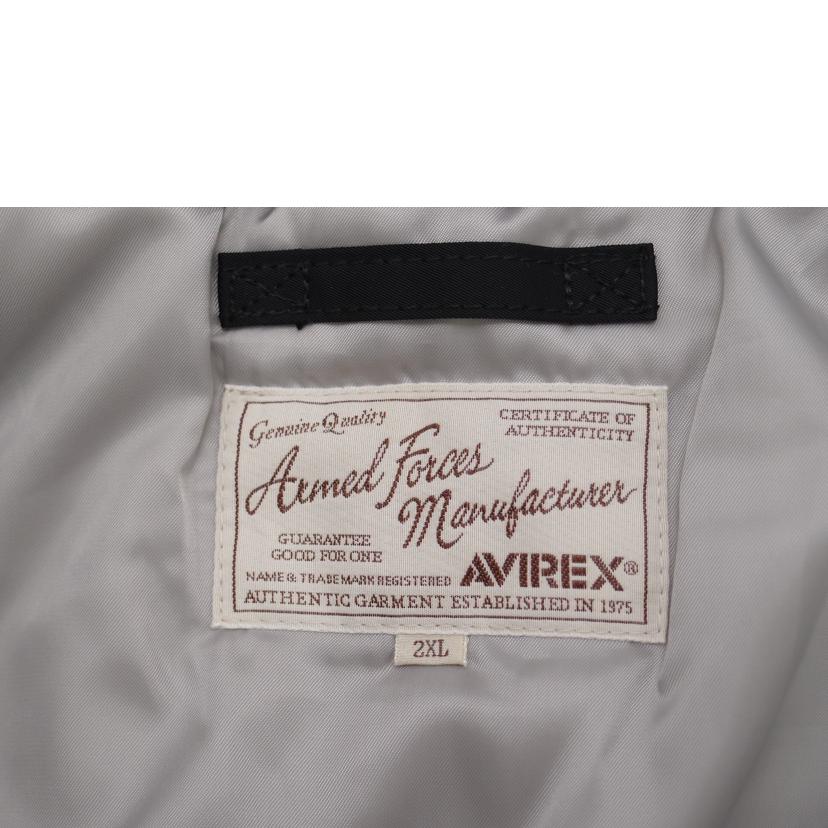 Genuine Quality
CERTIFICATE OF
AUTHENTICITY
Armed Forces
Manufacturer
GUARANTEE
GOOD FOR ONE
NAME & TRADEMARK REGISTERED
AVIREX®
AUTHENTIC GARMENT ESTABLISHED IN 1975
2XL